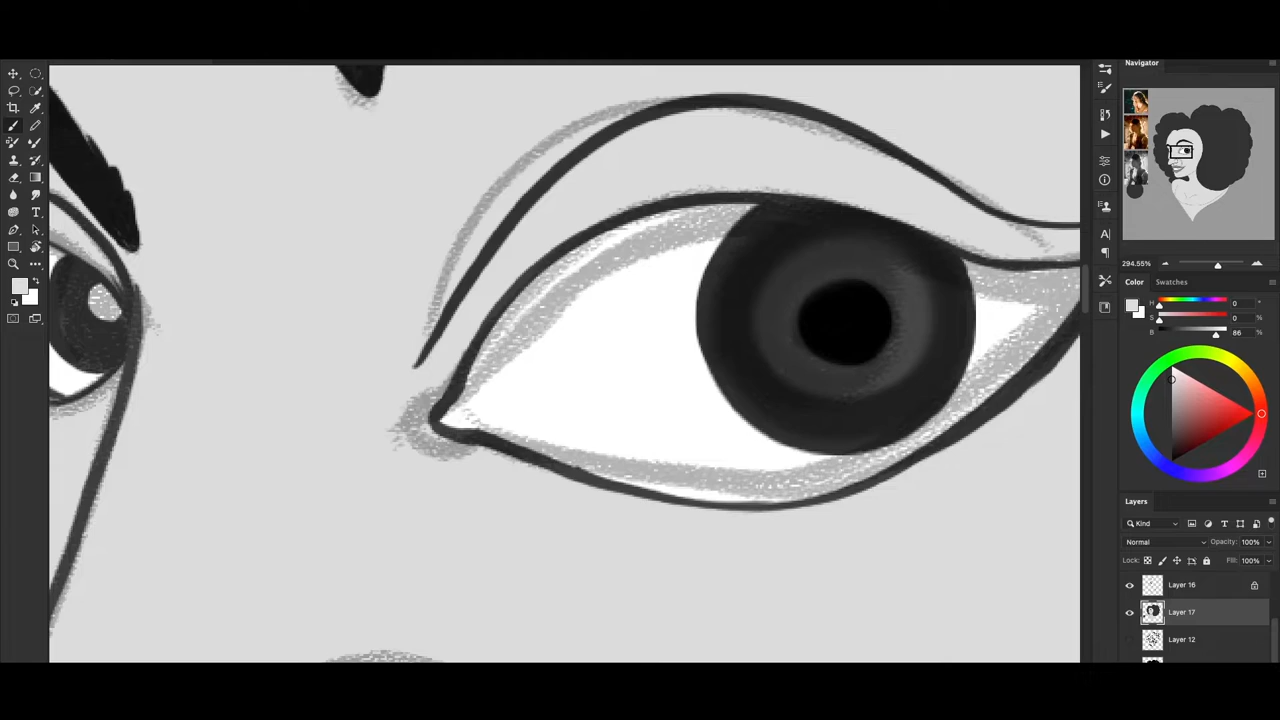 Navigator
294.55%
Color
Swatches
H
0
°
S
0
%
B
86
%
Layers
Kind
Normal
Opacity: 100%
Lock:
Fill: 100%
Layer 16
Layer 17
Layer 12